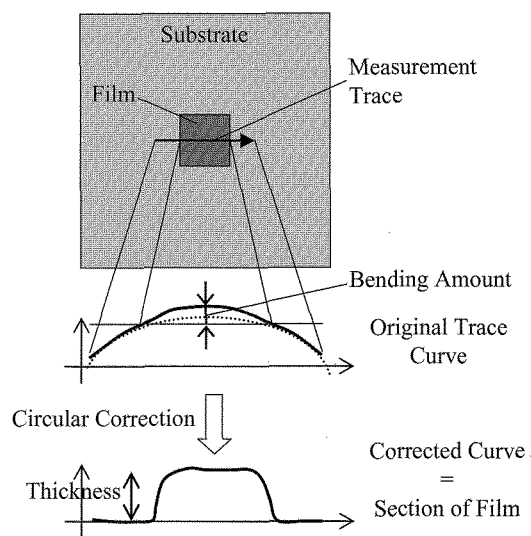 Substrate
Measurement
Trace
Film
Bending Amount
Original Trace
Curve
Circular Correction
Thickness
Corrected Curve
=
Section of Film